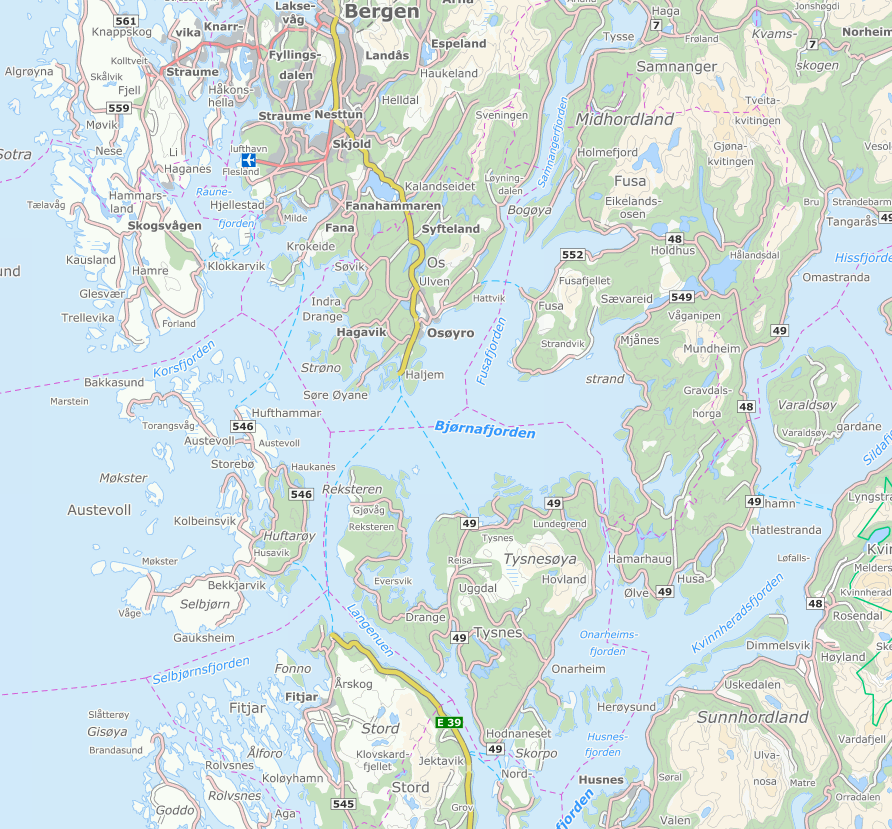 Lakse-
våg
Bergen
561
Knappskog
Knarr-
vika
Fyllings-
dalen
Landås
Espeland
Haukeland
Haga
7
Tysse
Frøland
Kvams-
7
skogen
Jonshøgdi
Norheim
Algrøyna
Kolltveit
Skålvik
Straume
Fjell
559
Håkons-
hella
Helldal
Samnanger
Tveita-
kvitingen
Straume
Nesttun
Sveningen
Midhordland
Møvik
Nese
Li
Haganes
lufthavn
Flesland
Skjold
Samnangerfjorden
Holmefjord
Gjøna-
kvitingen
Sotra
Hammars-
land
Raune-
fjorden
Hjellestad
Kalandseidet
Løyning-
dalen
Fusa
Eikelands-
osen
Bru
Strandebarm
Tælavåg
Skogsvågen
Milde
Fanahammaren
Bogøya
Tangarås
Krokeide
Fana
Syfteland
552
48
Holdhus
Hålandsdal
Hissfjorden
Kausland
Hamre
Klokkarvik
Søvik
Os
Ulven
Fusafjellet
Omastranda
Glesvær
Indra
Drange
Hattvik
Fusa
Sævareid
549
Trellevika
Forland
Hagavik
Osøyro
Fusafjorden
Strandvik
Våganipen
49
Mjånes
Mundheim
Korsfjorden
Strøno
Haljem
strand
Bakkasund
Søre Øyane
Gravdals-
horga
48
Varaldsøy
Marstein
Hufthammar
546
Torangsvåg
Austevoll
Austevoll
Bjørnafjorden
Varaldsøy
gardane
Storebø
Haukanes
Møkster
546
Reksteren
49
Austevoll
Kolbeinsvik
Gjøvåg
Reksteren
49
49
hamn
Huftarøy
Husavik
Lundegrend
Tysnes
Hatlestranda
Møkster
Bekkjarvik
Reisa
Tysnesøya
Hamarhaug
Løfalls-
Selbjørn
Eversvik
Uggdal
Hovland
Husa
49
Ølve
Våge
Gauksheim
Langenuen
Drange
49
Tysnes
Kvinnheradsfjorden
48
Rosendal
Onarheims-
fjorden
Dimmelsvik
Høyland
Selbjørnsfjorden
Fonno
Årskog
Onarheim
Uskedalen
Fitjar
Fitjar
Herøysund
Slåtterøy
Gisøya
Brandasund
Stord
E 39
Sunnhordland
Hodnaneset
Husnes-
fjorden
Vardafjell
Ålforo
Klovskard-
fjellet
49
Skorpo
Ulva-
nosa
Rolvsnes
Koløyhamn
Jektavik
Nord-
Husnes
Søral
Matre
Rolvsnes
Stord
Orradalen
Goddo
Aga
545
Grov
Valen